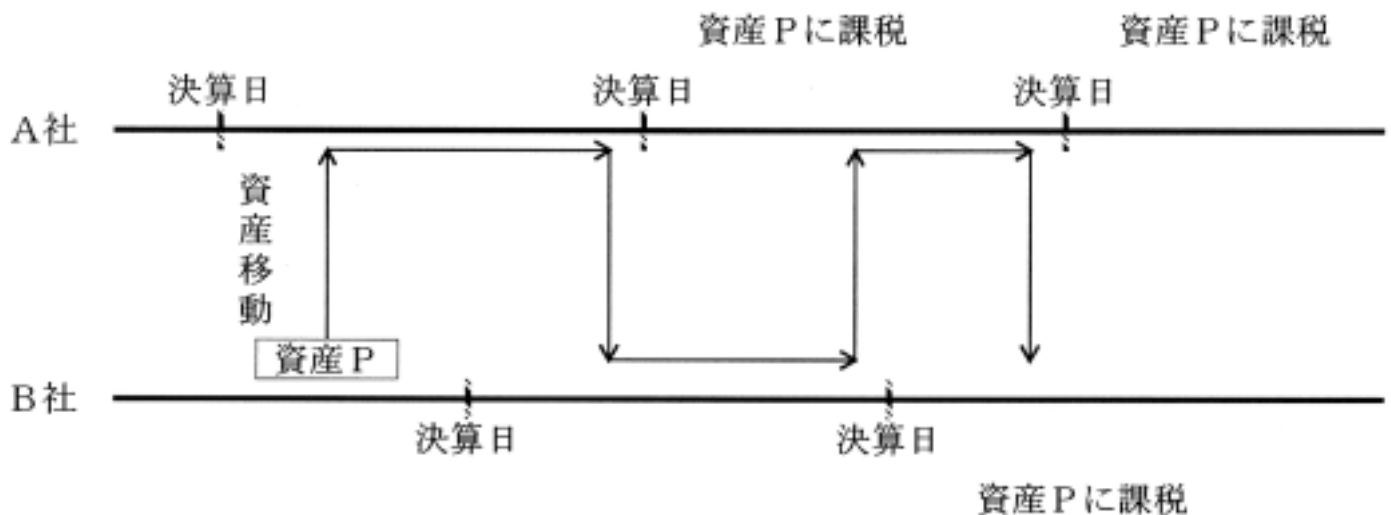 資産Pに課税 資産Pに課税
決算日 決算日 決算日
A社
資産移動
資産P
B社
決算日 決算日
資産Pに課税